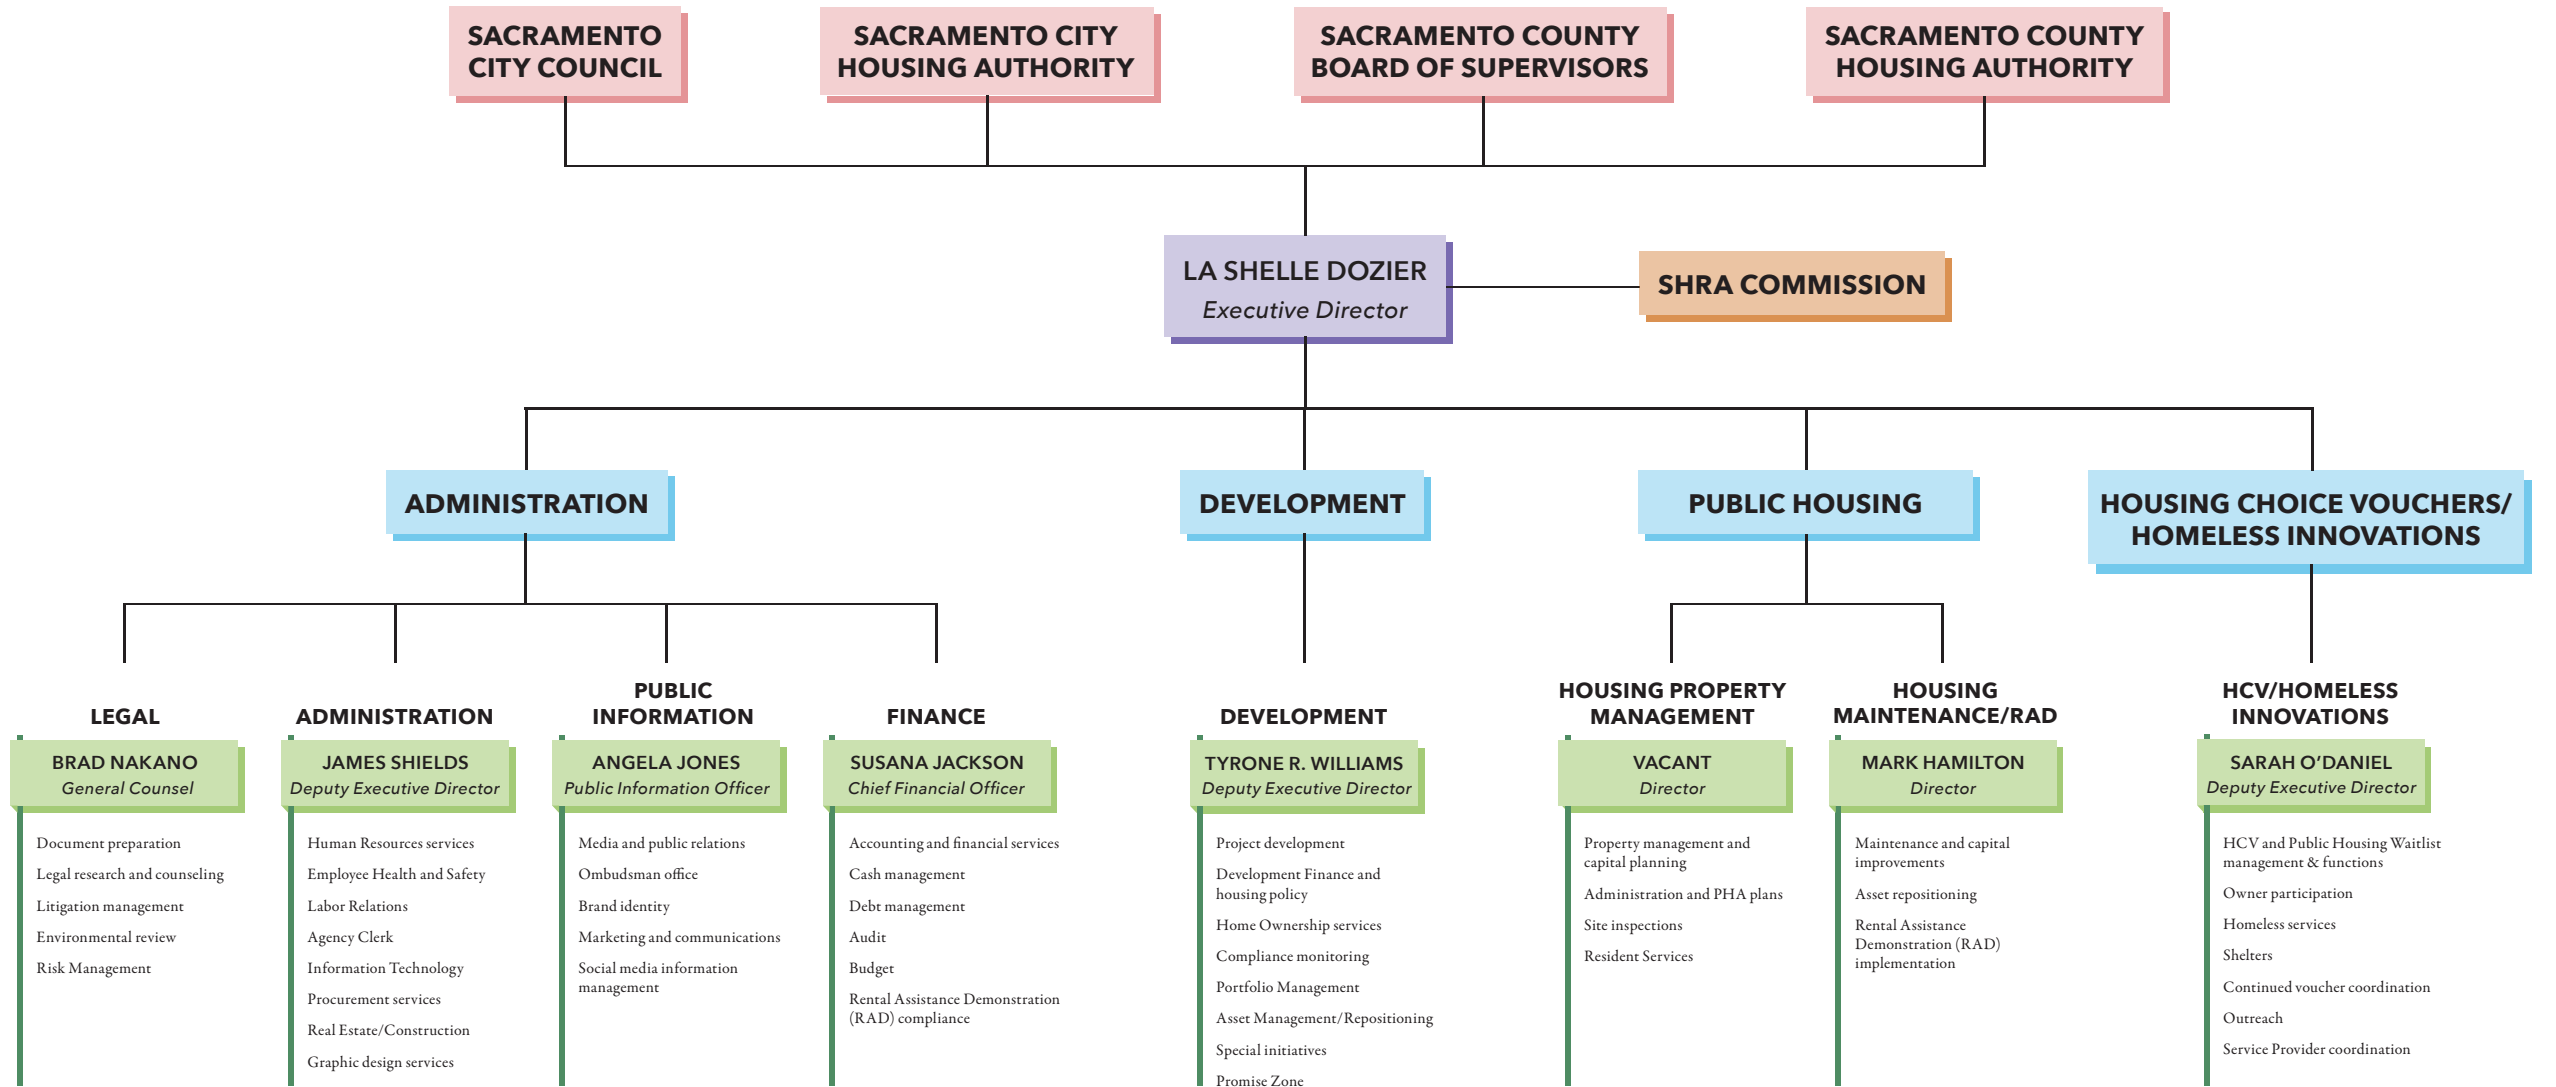 SACRAMENTO
CITY COUNCIL
SACRAMENTO CITY
HOUSING AUTHORITY
SACRAMENTO COUNTY
BOARD OF SUPERVISORS
SACRAMENTO COUNTY
HOUSING AUTHORITY
LA SHELLE DOZIER
Executive Director
SHRA COMMISSION
ADMINISTRATION
DEVELOPMENT
PUBLIC HOUSING
HOUSING CHOICE VOUCHERS/
HOMELESS INNOVATIONS
LEGAL
BRAD NAKANO
General Counsel
Document preparation
Legal research and counseling
Litigation management
Environmental review
Risk Management
ADMINISTRATION
JAMES SHIELDS
Deputy Executive Director
Human Resources services
Employee Health and Safety
Labor Relations
Agency Clerk
Information Technology
Procurement services
Real Estate/Construction
Graphic design services
PUBLIC
INFORMATION
ANGELA JONES
Public Information Officer
Media and public relations
Ombudsman office
Brand identity
Marketing and communications
Social media information
management
FINANCE
SUSANA JACKSON
Chief Financial Officer
Accounting and financial services
Cash management
Debt management
Audit
Budget
Rental Assistance Demonstration
(RAD) compliance
DEVELOPMENT
TYRONE R. WILLIAMS
Deputy Executive Director
Project development
Development Finance and
housing policy
Home Ownership services
Compliance monitoring
Portfolio Management
Asset Management/Repositioning
Special initiatives
Promise Zone
HOUSING PROPERTY
MANAGEMENT
VACANT
Director
Property management and
capital planning
Administration and PHA plans
Site inspections
Resident Services
HOUSING
MAINTENANCE/RAD
MARK HAMILTON
Director
Maintenance and capital
improvements
Asset repositioning
Rental Assistance
Demonstration (RAD)
implementation
HCV/HOMELESS
INNOVATIONS
SARAH O’DANIEL
Deputy Executive Director
HCV and Public Housing Waitlist
management & functions
Owner participation
Homeless services
Shelters
Continued voucher coordination
Outreach
Service Provider coordination